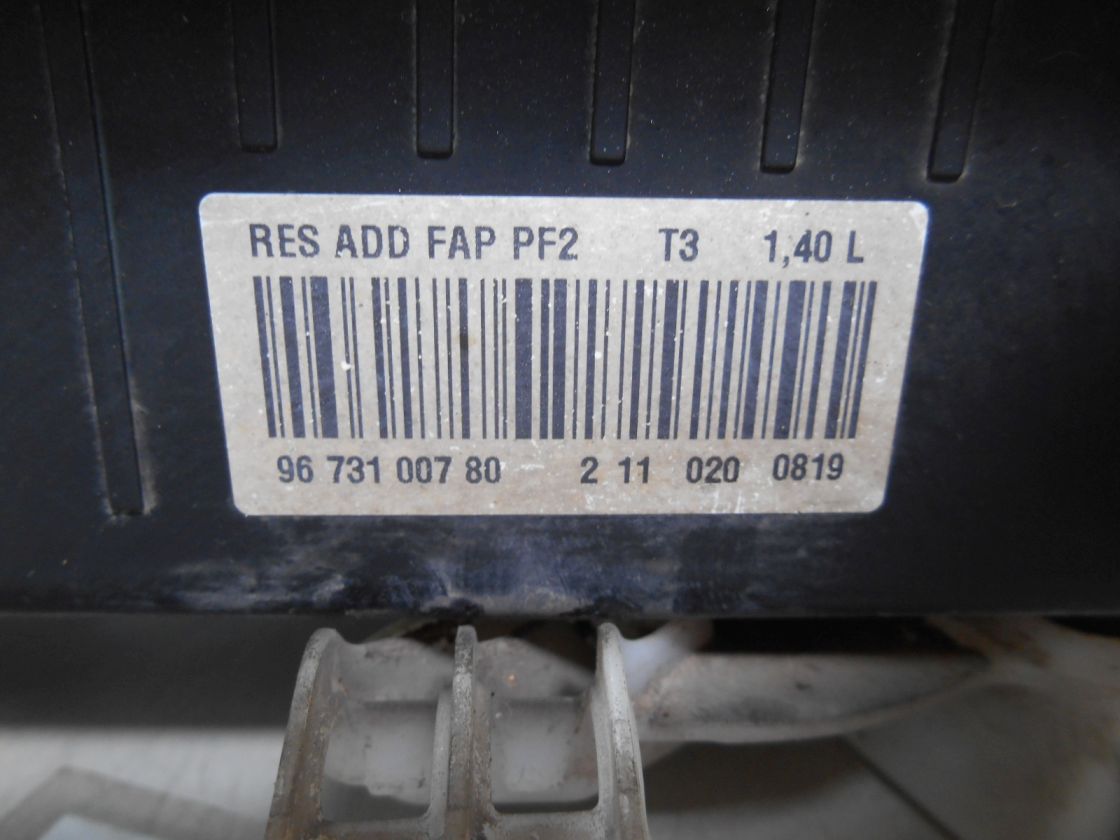 RES ADD FAP PF2 T3 1,40 L
96 731 007 80 2 11 020 0819